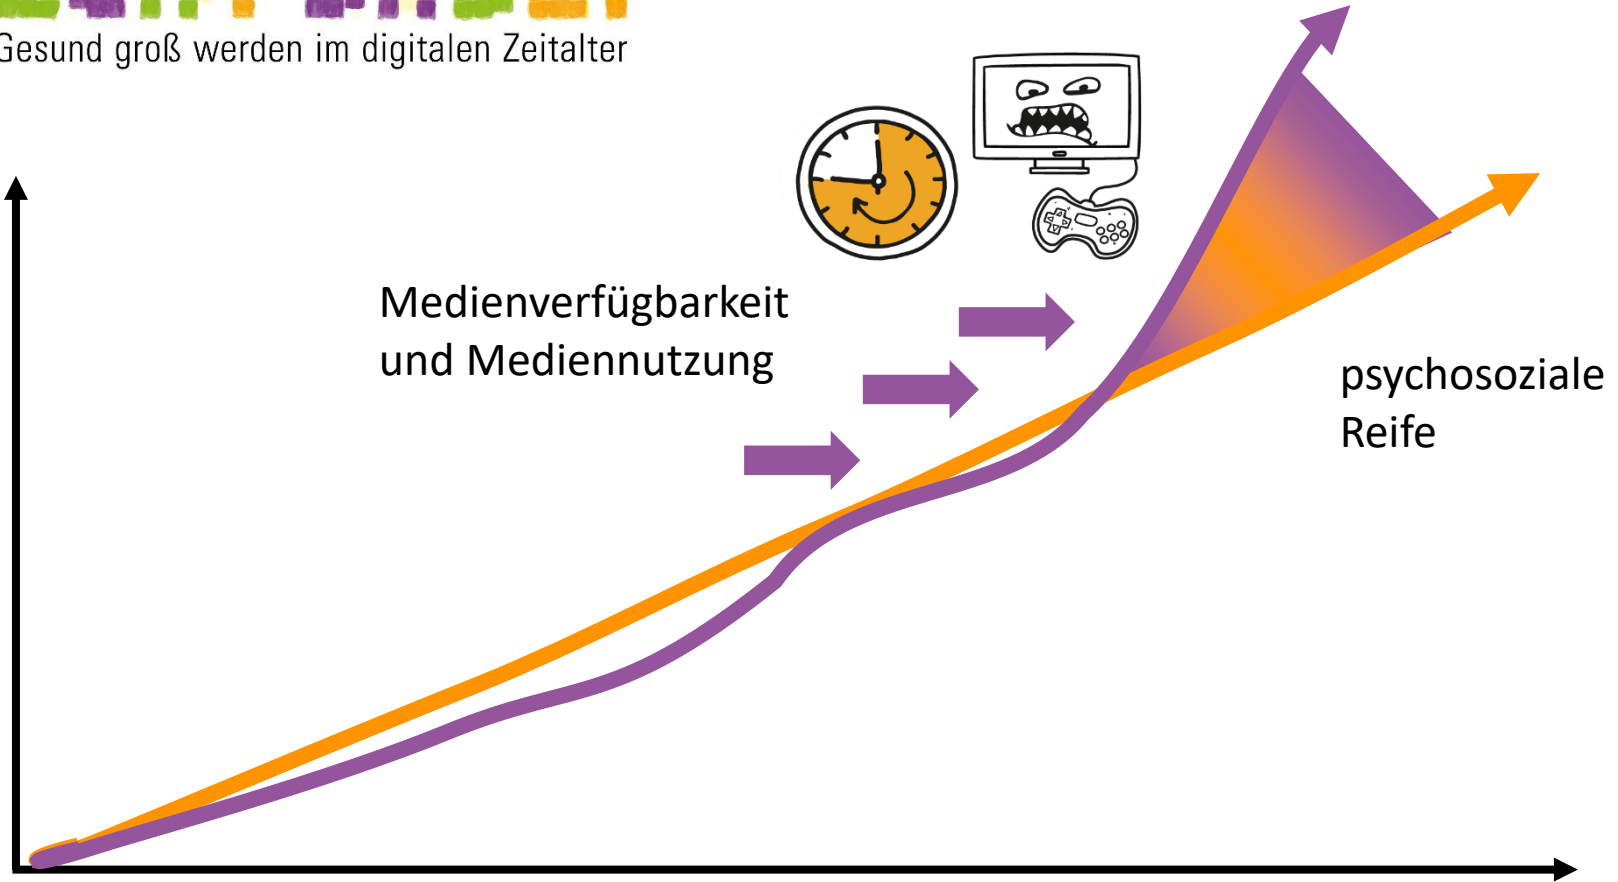 Gesund groß werden im digitalen Zeitalter
Medienverfügbarkeit
und Mediennutzung
psychosoziale
Reife